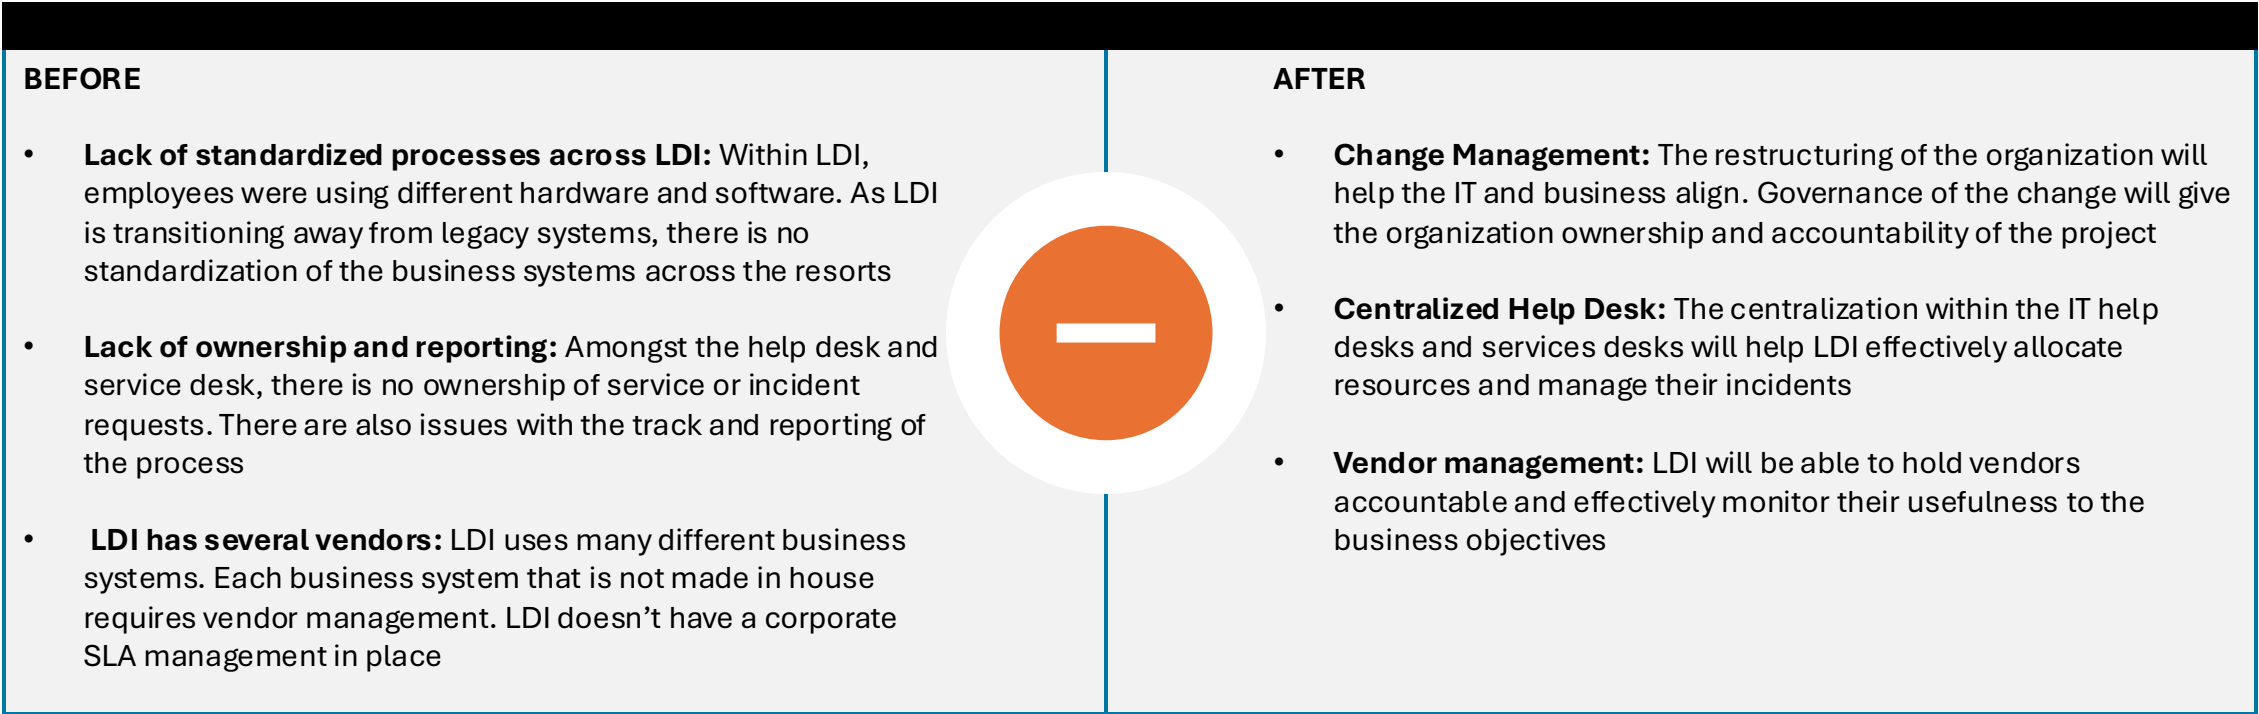 BEFORE
• Lack of standardized processes across LDI: Within LDI,
employees were using different hardware and software. As LDI
is transitioning away from legacy systems, there is no
standardization of the business systems across the resorts
• Lack of ownership and reporting: Amongst the help desk and
service desk, there is no ownership of service or incident
requests. There are also issues with the track and reporting of
the process
• LDI has several vendors: LDI uses many different business
systems. Each business system that is not made in house
requires vendor management. LDI doesn’t have a corporate
SLA management in place
AFTER
• Change Management: The restructuring of the organization will
help the IT and business align. Governance of the change will give
the organization ownership and accountability of the project
• Centralized Help Desk: The centralization within the IT help
desks and services desks will help LDI effectively allocate
resources and manage their incidents
• Vendor management: LDI will be able to hold vendors
accountable and effectively monitor their usefulness to the
business objectives